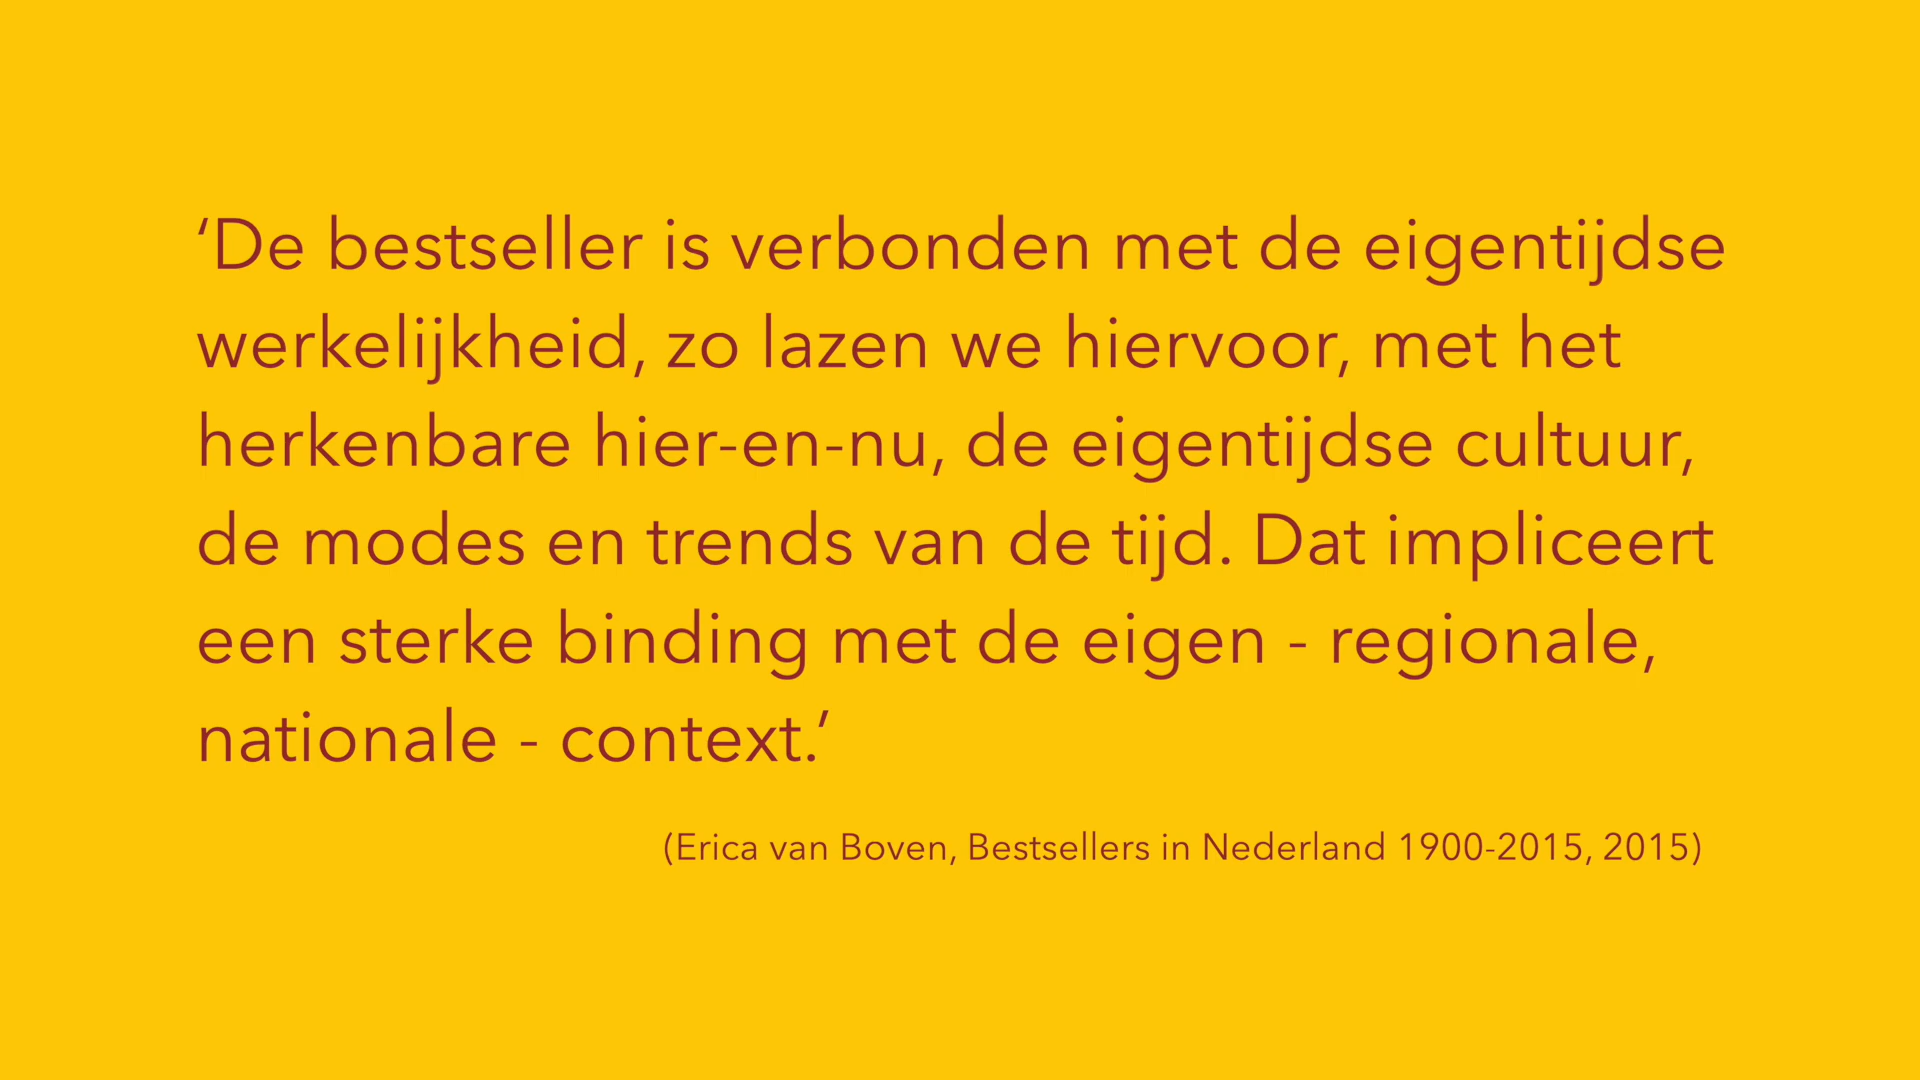 ‘De bestseller is verbonden met de eigentijdse
werkelijkheid, zo lazen we hiervoor, met het
herkenbare hier-en-nu, de eigentijdse cultuur,
de modes en trends van de tijd. Dat impliceert
een sterke binding met de eigen - regionale,
nationale - context.’
(Erica van Boven, Bestsellers in Nederland 1900-2015, 2015)